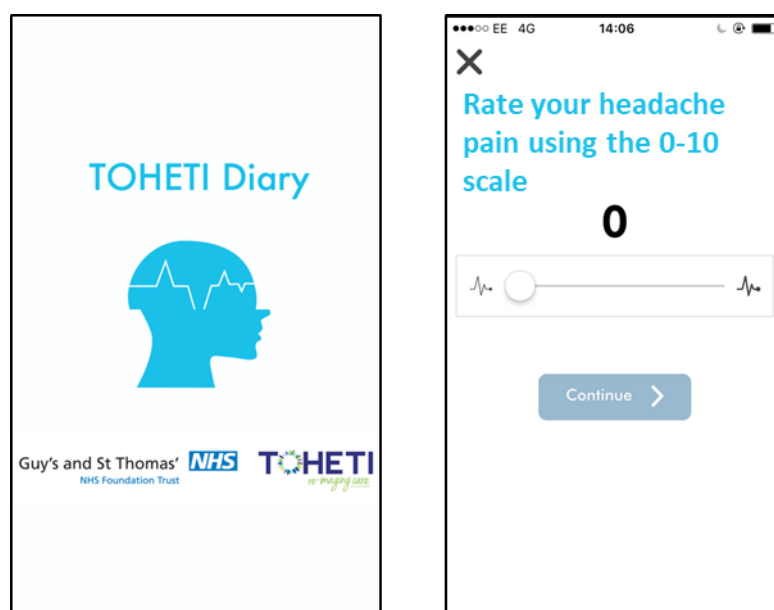 TOHETI Diary
Guy's and St Thomas' NHS
NHS Foundation Trust
TOHETI
re-imaging care
EE 4G 14:06
Rate your headache
pain using the 0-10
scale
0
Continue